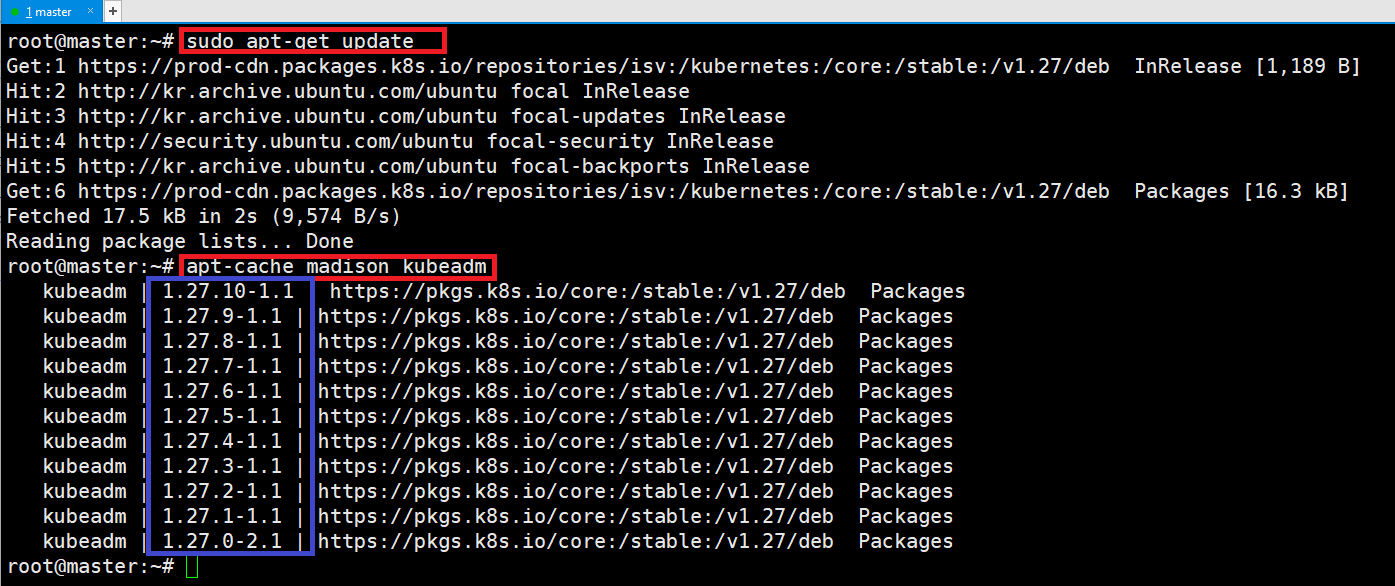 1 master × +
root@master:~# sudo apt-get update
Get:1 https://prod-cdn.packages.k8s.io/repositories/isv:/kubernetes:/core:/stable:/v1.27/deb  InRelease [1,189 B]
Hit:2 http://kr.archive.ubuntu.com/ubuntu focal InRelease
Hit:3 http://kr.archive.ubuntu.com/ubuntu focal-updates InRelease
Hit:4 http://security.ubuntu.com/ubuntu focal-security InRelease
Hit:5 http://kr.archive.ubuntu.com/ubuntu focal-backports InRelease
Get:6 https://prod-cdn.packages.k8s.io/repositories/isv:/kubernetes:/core:/stable:/v1.27/deb  Packages [16.3 kB]
Fetched 17.5 kB in 2s (9,574 B/s)
Reading package lists... Done
root@master:~# apt-cache madison kubeadm
   kubeadm | 1.27.10-1.1   https://pkgs.k8s.io/core:/stable:/v1.27/deb  Packages
   kubeadm | 1.27.9-1.1 | https://pkgs.k8s.io/core:/stable:/v1.27/deb  Packages
   kubeadm | 1.27.8-1.1 | https://pkgs.k8s.io/core:/stable:/v1.27/deb  Packages
   kubeadm | 1.27.7-1.1 | https://pkgs.k8s.io/core:/stable:/v1.27/deb  Packages
   kubeadm | 1.27.6-1.1 | https://pkgs.k8s.io/core:/stable:/v1.27/deb  Packages
   kubeadm | 1.27.5-1.1 | https://pkgs.k8s.io/core:/stable:/v1.27/deb  Packages
   kubeadm | 1.27.4-1.1 | https://pkgs.k8s.io/core:/stable:/v1.27/deb  Packages
   kubeadm | 1.27.3-1.1 | https://pkgs.k8s.io/core:/stable:/v1.27/deb  Packages
   kubeadm | 1.27.2-1.1 | https://pkgs.k8s.io/core:/stable:/v1.27/deb  Packages
   kubeadm | 1.27.1-1.1 | https://pkgs.k8s.io/core:/stable:/v1.27/deb  Packages
   kubeadm | 1.27.0-2.1 | https://pkgs.k8s.io/core:/stable:/v1.27/deb  Packages
root@master:~#